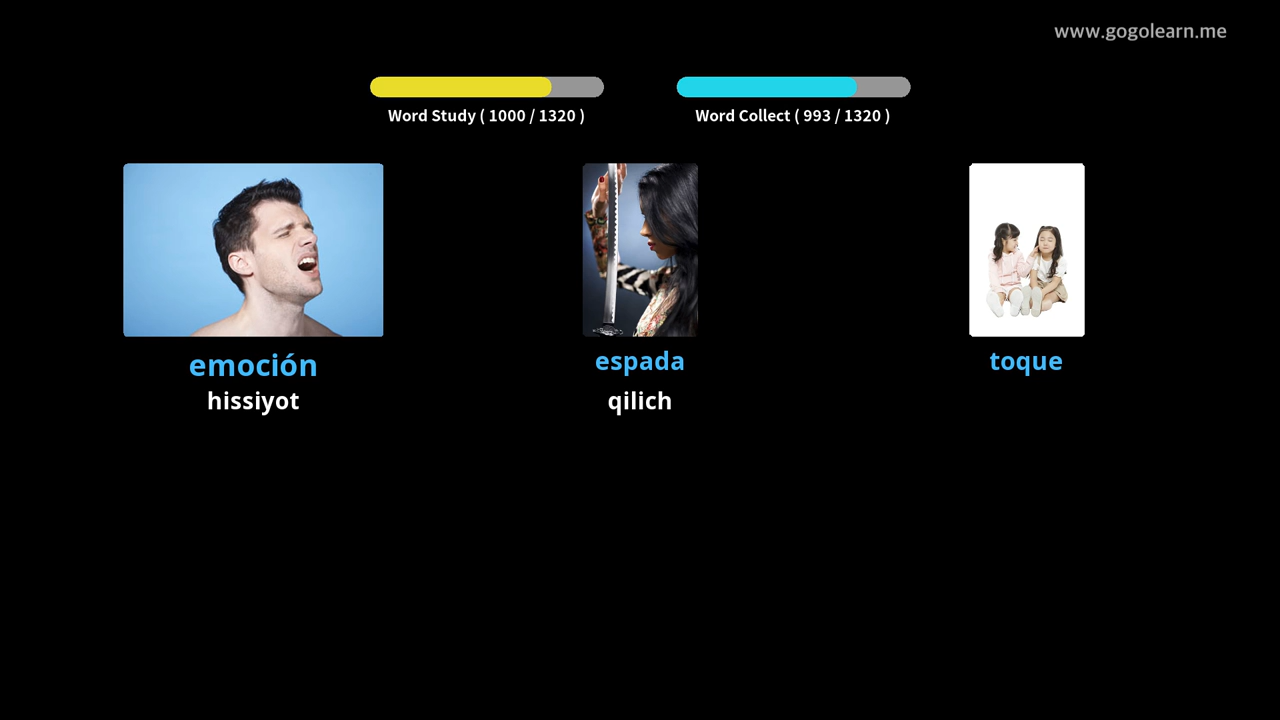 www.gogolearn.me
Word Study ( 1000 / 1320 )
Word Collect ( 993 / 1320 )
emoción
hissiyot
espada
qilich
toque